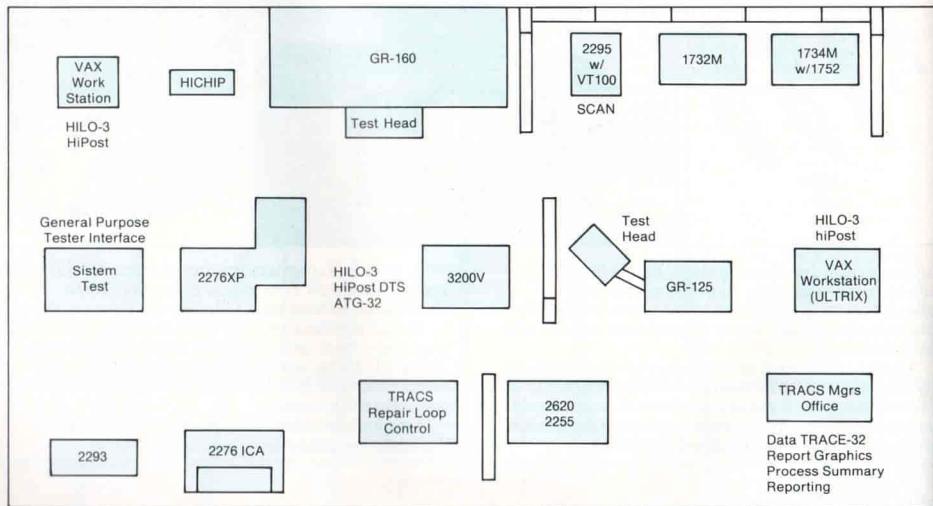 VAX
Work
Station
HILO-3
HiPost
HICHIP
GR-160
Test Head
2295
w/
VT100
SCAN
1732M
1734M
w/1752
General Purpose
Tester Interface
Sistem
Test
2276XP
HILO-3
HiPost DTS
ATG-32
3200V
Test
Head
GR-125
HILO-3
hiPost
VAX
Workstation
(ULTRIX)
2293
2276 ICA
TRACS
Repair Loop
Control
2620
2255
TRACS Mgrs
Office
Data TRACE-32
Report Graphics
Process Summary
Reporting